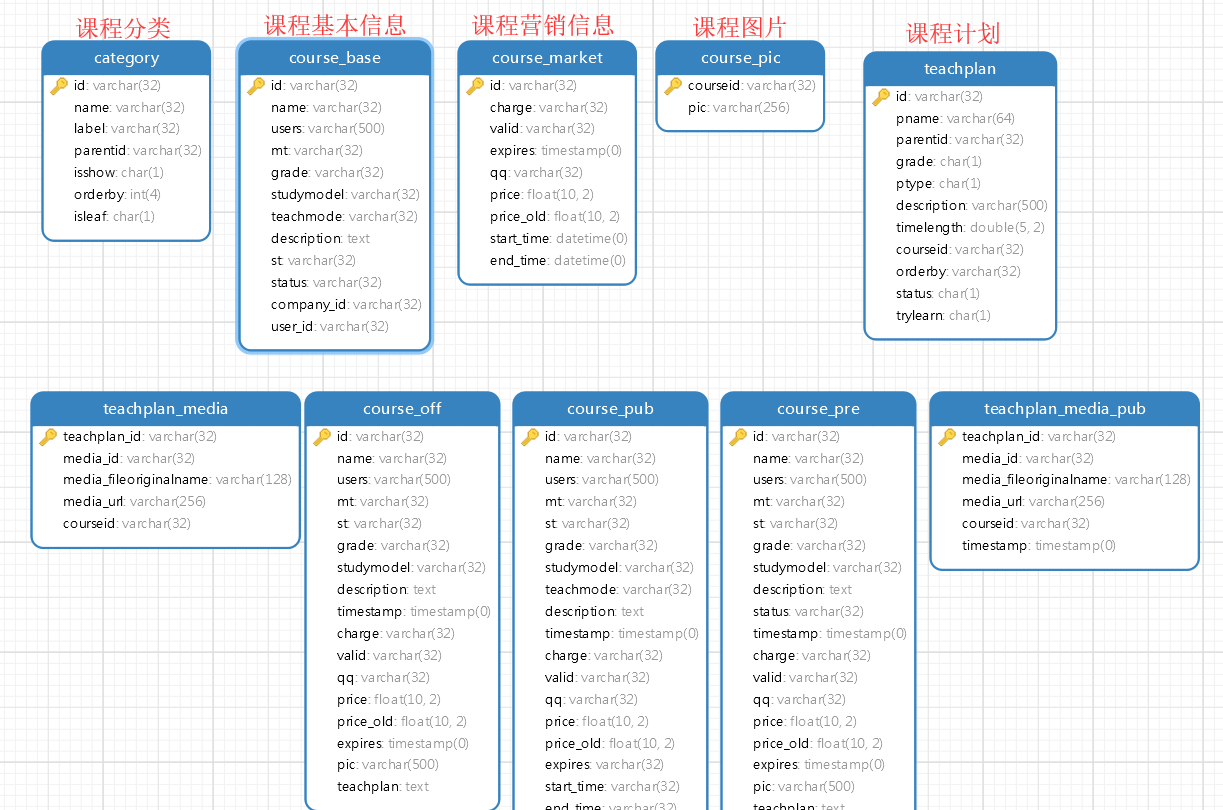 课程分类
课程基本信息
课程营销信息
课程图片
课程计划
category
id: varchar(32)
name: varchar(32)
label: varchar(32)
parentid: varchar(32)
isshow: char(1)
orderby: int(4)
isleaf: char(1)
course_base
id: varchar(32)
name: varchar(32)
users: varchar(500)
mt: varchar(32)
grade: varchar(32)
studymodel: varchar(32)
teachmode: varchar(32)
description: text
st: varchar(32)
status: varchar(32)
company_id: varchar(32)
user_id: varchar(32)
course_market
id: varchar(32)
charge: varchar(32)
valid: varchar(32)
expires: timestamp(0)
qq: varchar(32)
price: float(10, 2)
price_old: float(10, 2)
start_time: datetime(0)
end_time: datetime(0)
course_pic
courseid: varchar(32)
pic: varchar(256)
teachplan
id: varchar(32)
pname: varchar(64)
parentid: varchar(32)
grade: char(1)
ptype: char(1)
description: varchar(500)
timelength: double(5, 2)
courseid: varchar(32)
orderby: varchar(32)
status: char(1)
trylearn: char(1)
teachplan_media
teachplan_id: varchar(32)
media_id: varchar(32)
media_fileoriginalname: varchar(128)
media_url: varchar(256)
courseid: varchar(32)
course_off
id: varchar(32)
name: varchar(32)
users: varchar(500)
mt: varchar(32)
st: varchar(32)
grade: varchar(32)
studymodel: varchar(32)
description: text
timestamp: timestamp(0)
charge: varchar(32)
valid: varchar(32)
qq: varchar(32)
price: float(10, 2)
price_old: float(10, 2)
expires: timestamp(0)
pic: varchar(500)
teachplan: text
course_pub
id: varchar(32)
name: varchar(32)
users: varchar(500)
mt: varchar(32)
st: varchar(32)
grade: varchar(32)
studymodel: varchar(32)
teachmode: varchar(32)
description: text
timestamp: timestamp(0)
charge: varchar(32)
valid: varchar(32)
qq: varchar(32)
price: float(10, 2)
price_old: float(10, 2)
expires: varchar(32)
start_time: varchar(32)
end_time: varchar(32)
course_pre
id: varchar(32)
name: varchar(32)
users: varchar(500)
mt: varchar(32)
st: varchar(32)
grade: varchar(32)
studymodel: varchar(32)
description: text
status: varchar(32)
timestamp: timestamp(0)
charge: varchar(32)
valid: varchar(32)
qq: varchar(32)
price: float(10, 2)
price_old: float(10, 2)
expires: timestamp(0)
pic: varchar(500)
teachplan: text
teachplan_media_pub
teachplan_id: varchar(32)
media_id: varchar(32)
media_fileoriginalname: varchar(128)
media_url: varchar(256)
courseid: varchar(32)
timestamp: timestamp(0)